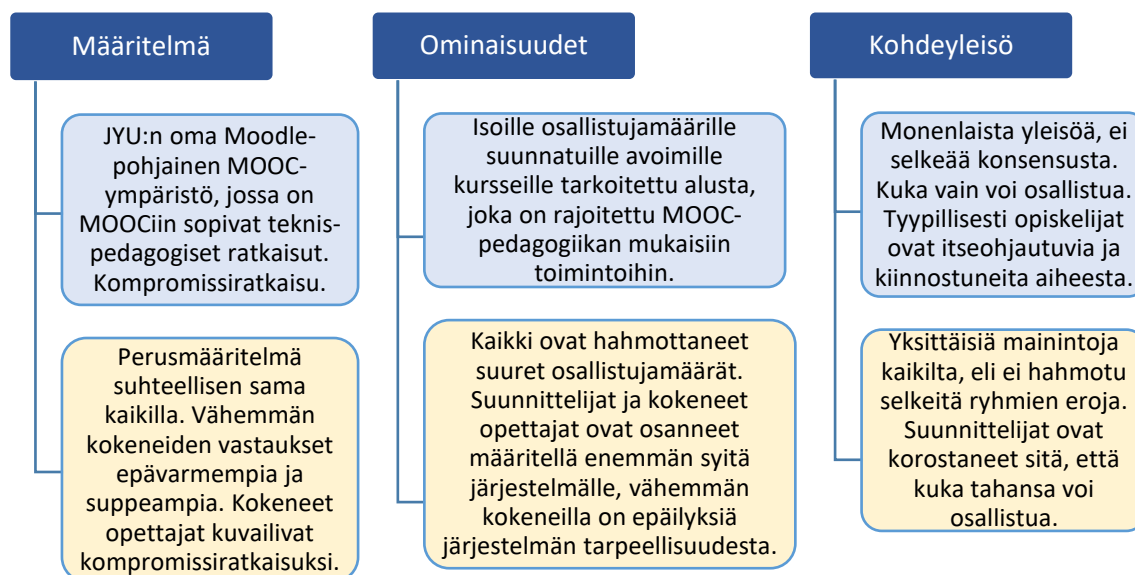 Määritelmä
JYU:n oma Moodle-
pohjainen MOOC-
ympäristö, jossa on
MOOCiin sopivat teknis-
pedagogiset ratkaisut.
Kompromissiratkaisu.
Perusmääritelmä
suhteellisen sama
kaikilla. Vähemmän
kokeneiden vastaukset
epävarmempia ja
suppeampia. Kokeneet
opettajat kuvailivat
kompromissiratkaisuksi.
Ominaisuudet
Isoille osallistujamäärille
suunnatuille avoimille
kursseille tarkoitettu alusta,
joka on rajoitettu MOOC-
pedagogiikan mukaisiin
toimintoihin.
Kaikki ovat hahmottaneet
suuret osallistujamäärät.
Suunnittelijat ja kokeneet
opettajat ovat osanneet
määritellä enemmän syitä
järjestelmälle, vähemmän
kokeneilla on epäilyksiä
järjestelmän tarpeellisuudesta.
Kohdeyleisö
Monenlaista yleisöä, ei
selkeää konsensusta.
Kuka vain voi osallistua.
Tyypillisesti opiskelijat
ovat itseohjautuvia ja
kiinnostuneita aiheesta.
Yksittäisiä mainintoja
kaikilta, eli ei hahmotu
selkeitä ryhmien eroja.
Suunnittelijat ovat
korostaneet sitä, että
kuka tahansa voi
osallistua.